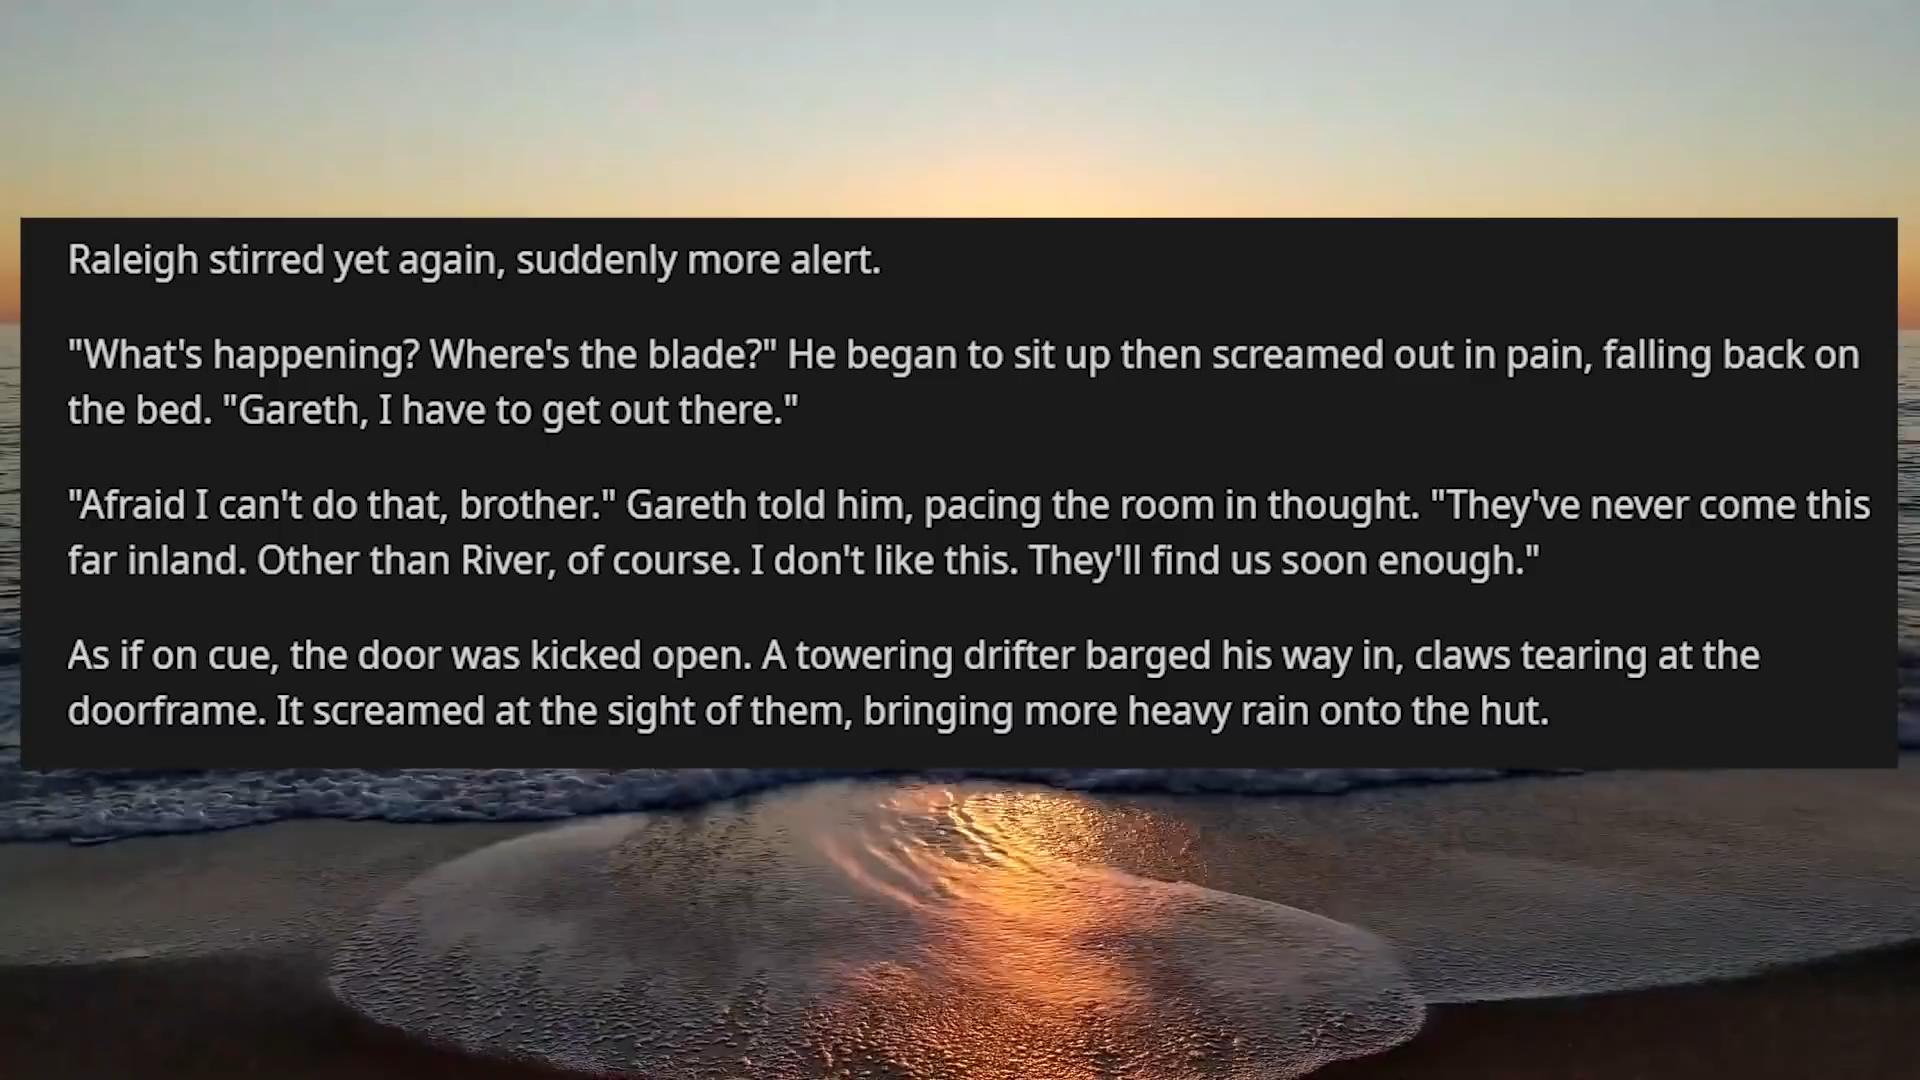 Raleigh stirred yet again, suddenly more alert.
"What's happening? Where's the blade?" He began to sit up then screamed out in pain, falling back on
the bed. "Gareth, I have to get out there."
"Afraid I can't do that, brother." Gareth told him, pacing the room in thought. "They've never come this
far inland. Other than River, of course. I don't like this. They'll find us soon enough."
As if on cue, the door was kicked open. A towering drifter barged his way in, claws tearing at the
doorframe. It screamed at the sight of them, bringing more heavy rain onto the hut.